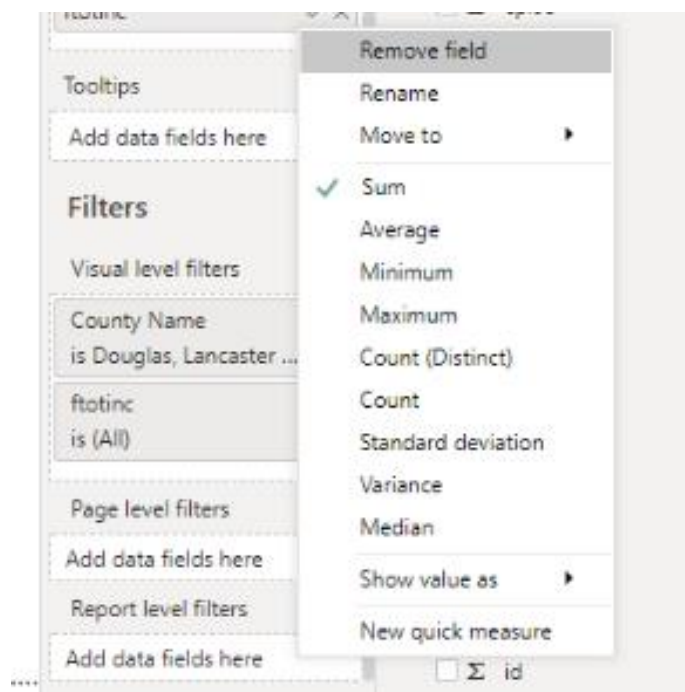 ftotinc
Tooltips
Add data fields here
Filters
Visual level filters
County Name
is Douglas, Lancaster ...
ftotinc
is (All)
Page level filters
Add data fields here
Report level filters
Add data fields here
Remove field
Rename
Move to
Sum
Average
Minimum
Maximum
Count (Distinct)
Count
Standard deviation
Variance
Median
Show value as
New quick measure
Σ id